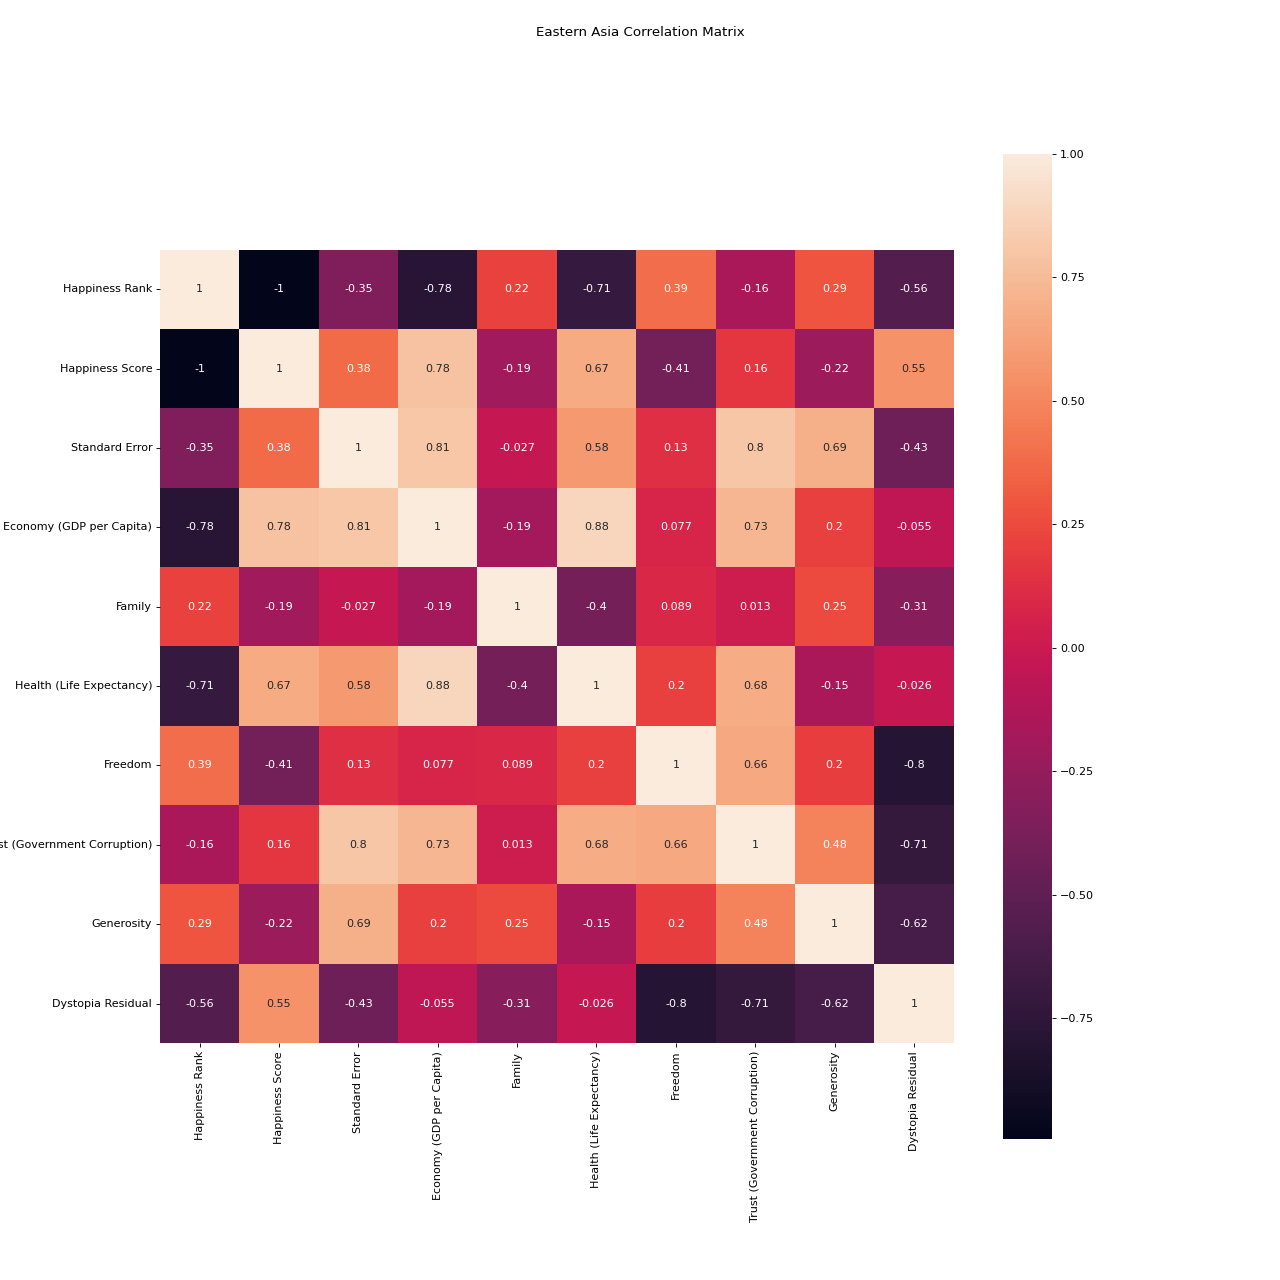 Eastern Asia Correlation Matrix
1.00
0.75
0.50
0.25
0.00
−0.25
−0.50
−0.75
Happiness Rank 1 -1 -0.35 -0.78 0.22 -0.71 0.39 -0.16 0.29 -0.56
Happiness Score -1 1 0.38 0.78 -0.19 0.67 -0.41 0.16 -0.22 0.55
Standard Error -0.35 0.38 1 0.81 -0.027 0.58 0.13 0.8 0.69 -0.43
Economy (GDP per Capita) -0.78 0.78 0.81 1 -0.19 0.88 0.077 0.73 0.2 -0.055
Family 0.22 -0.19 -0.027 -0.19 1 -0.4 0.089 0.013 0.25 -0.31
Health (Life Expectancy) -0.71 0.67 0.58 0.88 -0.4 1 0.2 0.68 -0.15 -0.026
Freedom 0.39 -0.41 0.13 0.077 0.089 0.2 1 0.66 0.2 -0.8
st (Government Corruption) -0.16 0.16 0.8 0.73 0.013 0.68 0.66 1 0.48 -0.71
Generosity 0.29 -0.22 0.69 0.2 0.25 -0.15 0.2 0.48 1 -0.62
Dystopia Residual -0.56 0.55 -0.43 -0.055 -0.31 -0.026 -0.8 -0.71 -0.62 1
Happiness Rank
Happiness Score
Standard Error
Economy (GDP per Capita)
Family
Health (Life Expectancy)
Freedom
Trust (Government Corruption)
Generosity
Dystopia Residual